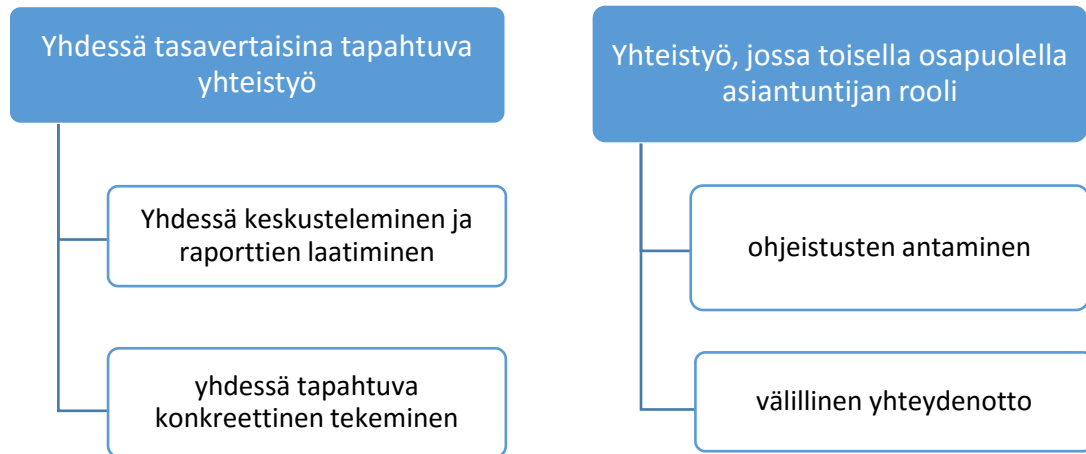 Yhdessä tasavertaisina tapahtuva
yhteistyö
Yhdessä keskusteleminen ja
raporttien laatiminen
yhdessä tapahtuva
konkreettinen tekeminen
Yhteistyö, jossa toisella osapuolella
asiantuntijan rooli
ohjeistusten antaminen
välillinen yhteydenotto